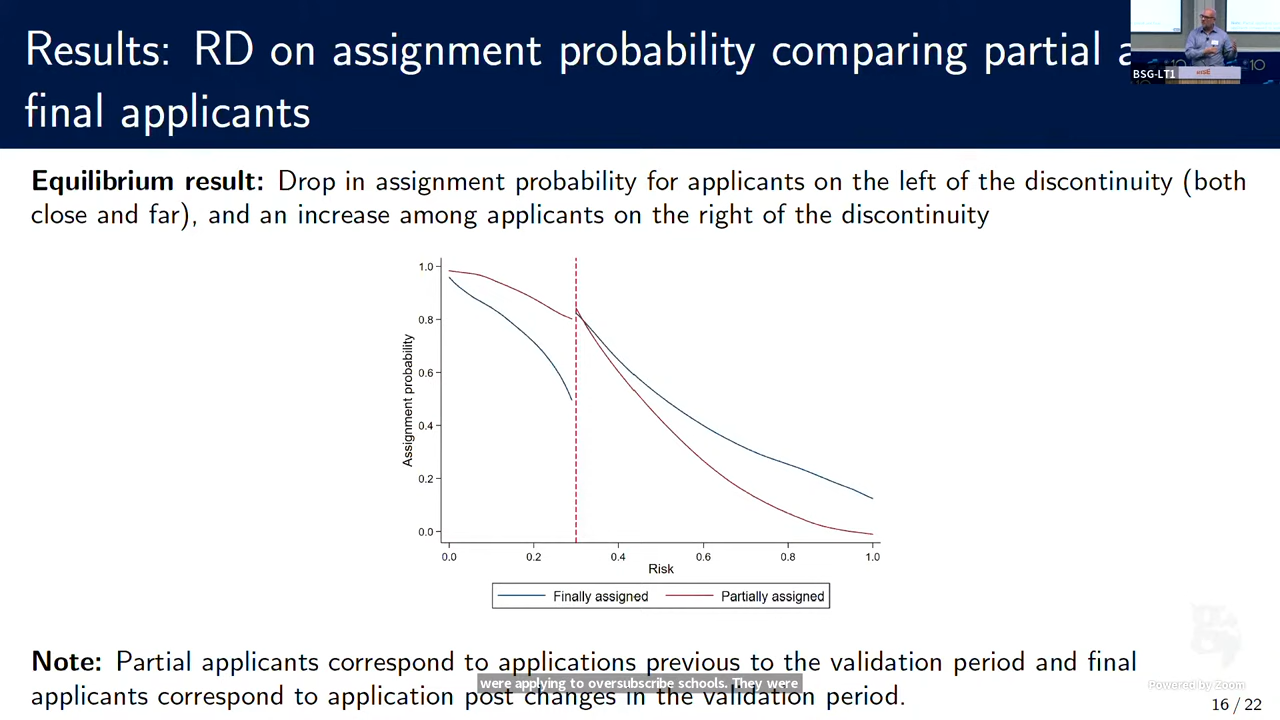 Results: RD on assignment probability comparing partial a
final applicants
BSG-LT1
Equilibrium result: Drop in assignment probability for applicants on the left of the discontinuity (both
close and far), and an increase among applicants on the right of the discontinuity
1.0
0.8
0.6
0.4
0.2
0.0
Assignment probability
0.0 0.2 0.4 0.6 0.8 1.0
Risk
Finally assigned Partially assigned
Note: Partial applicants correspond to applications previous to the validation period and final
applicants correspond to application post changes in the validation period.
were applying to oversubscribe schools. They were
Powered by Zoom
16 / 22